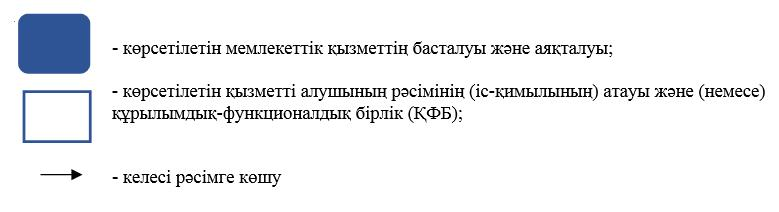 - көрсетілетін мемлекеттік қызметтің басталуы және аяқталуы;
- көрсетілетін қызметті алушының рәсімінің (іс-қимылының) атауы және (немесе)
құрылымдық-функционалдық бірлік (ҚФБ);
- келесі рәсімге көшу